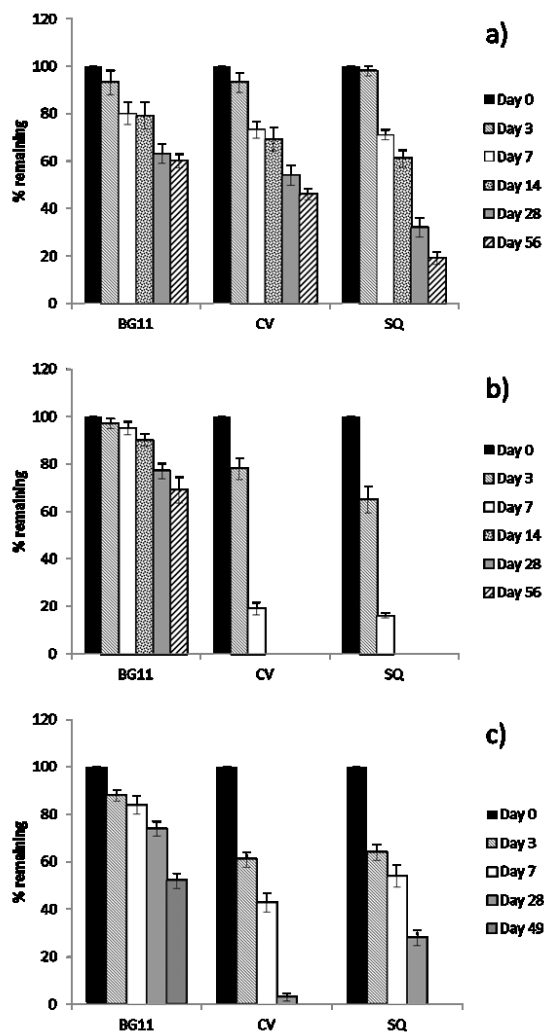 a)
120
100
80
60
40
20
0
% remaining
BG11 CV SQ
Day 0
Day 3
Day 7
Day 14
Day 28
Day 56
b)
120
100
80
60
40
20
0
% remaining
BG11 CV SQ
Day 0
Day 3
Day 7
Day 14
Day 28
Day 56
c)
120
100
80
60
40
20
0
% remaining
BG11 CV SQ
Day 0
Day 3
Day 7
Day 28
Day 49